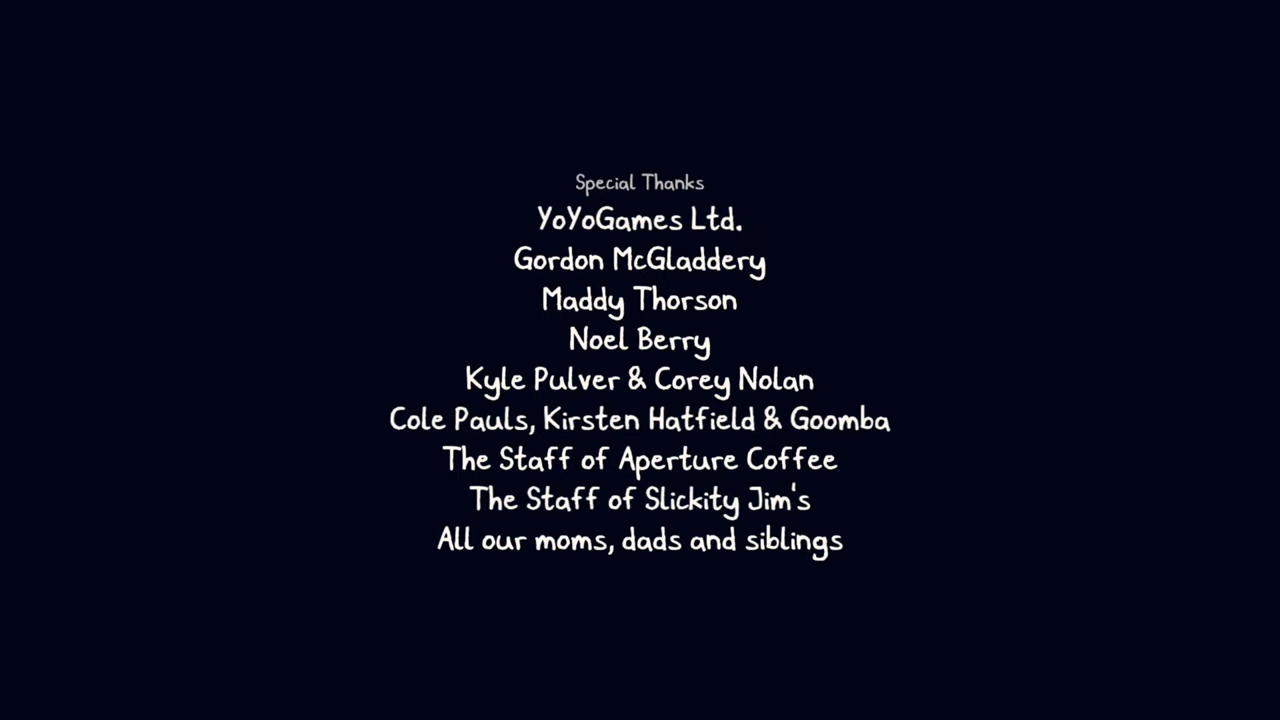 Special Thanks
YoYoGames Ltd.
Gordon McGladdery
Maddy Thorson
Noel Berry
Kyle Pulver & Corey Nolan
Cole Pauls, Kirsten Hatfield & Goomba
The Staff of Aperture Coffee
The Staff of Slickity Jim's
All our moms, dads and siblings